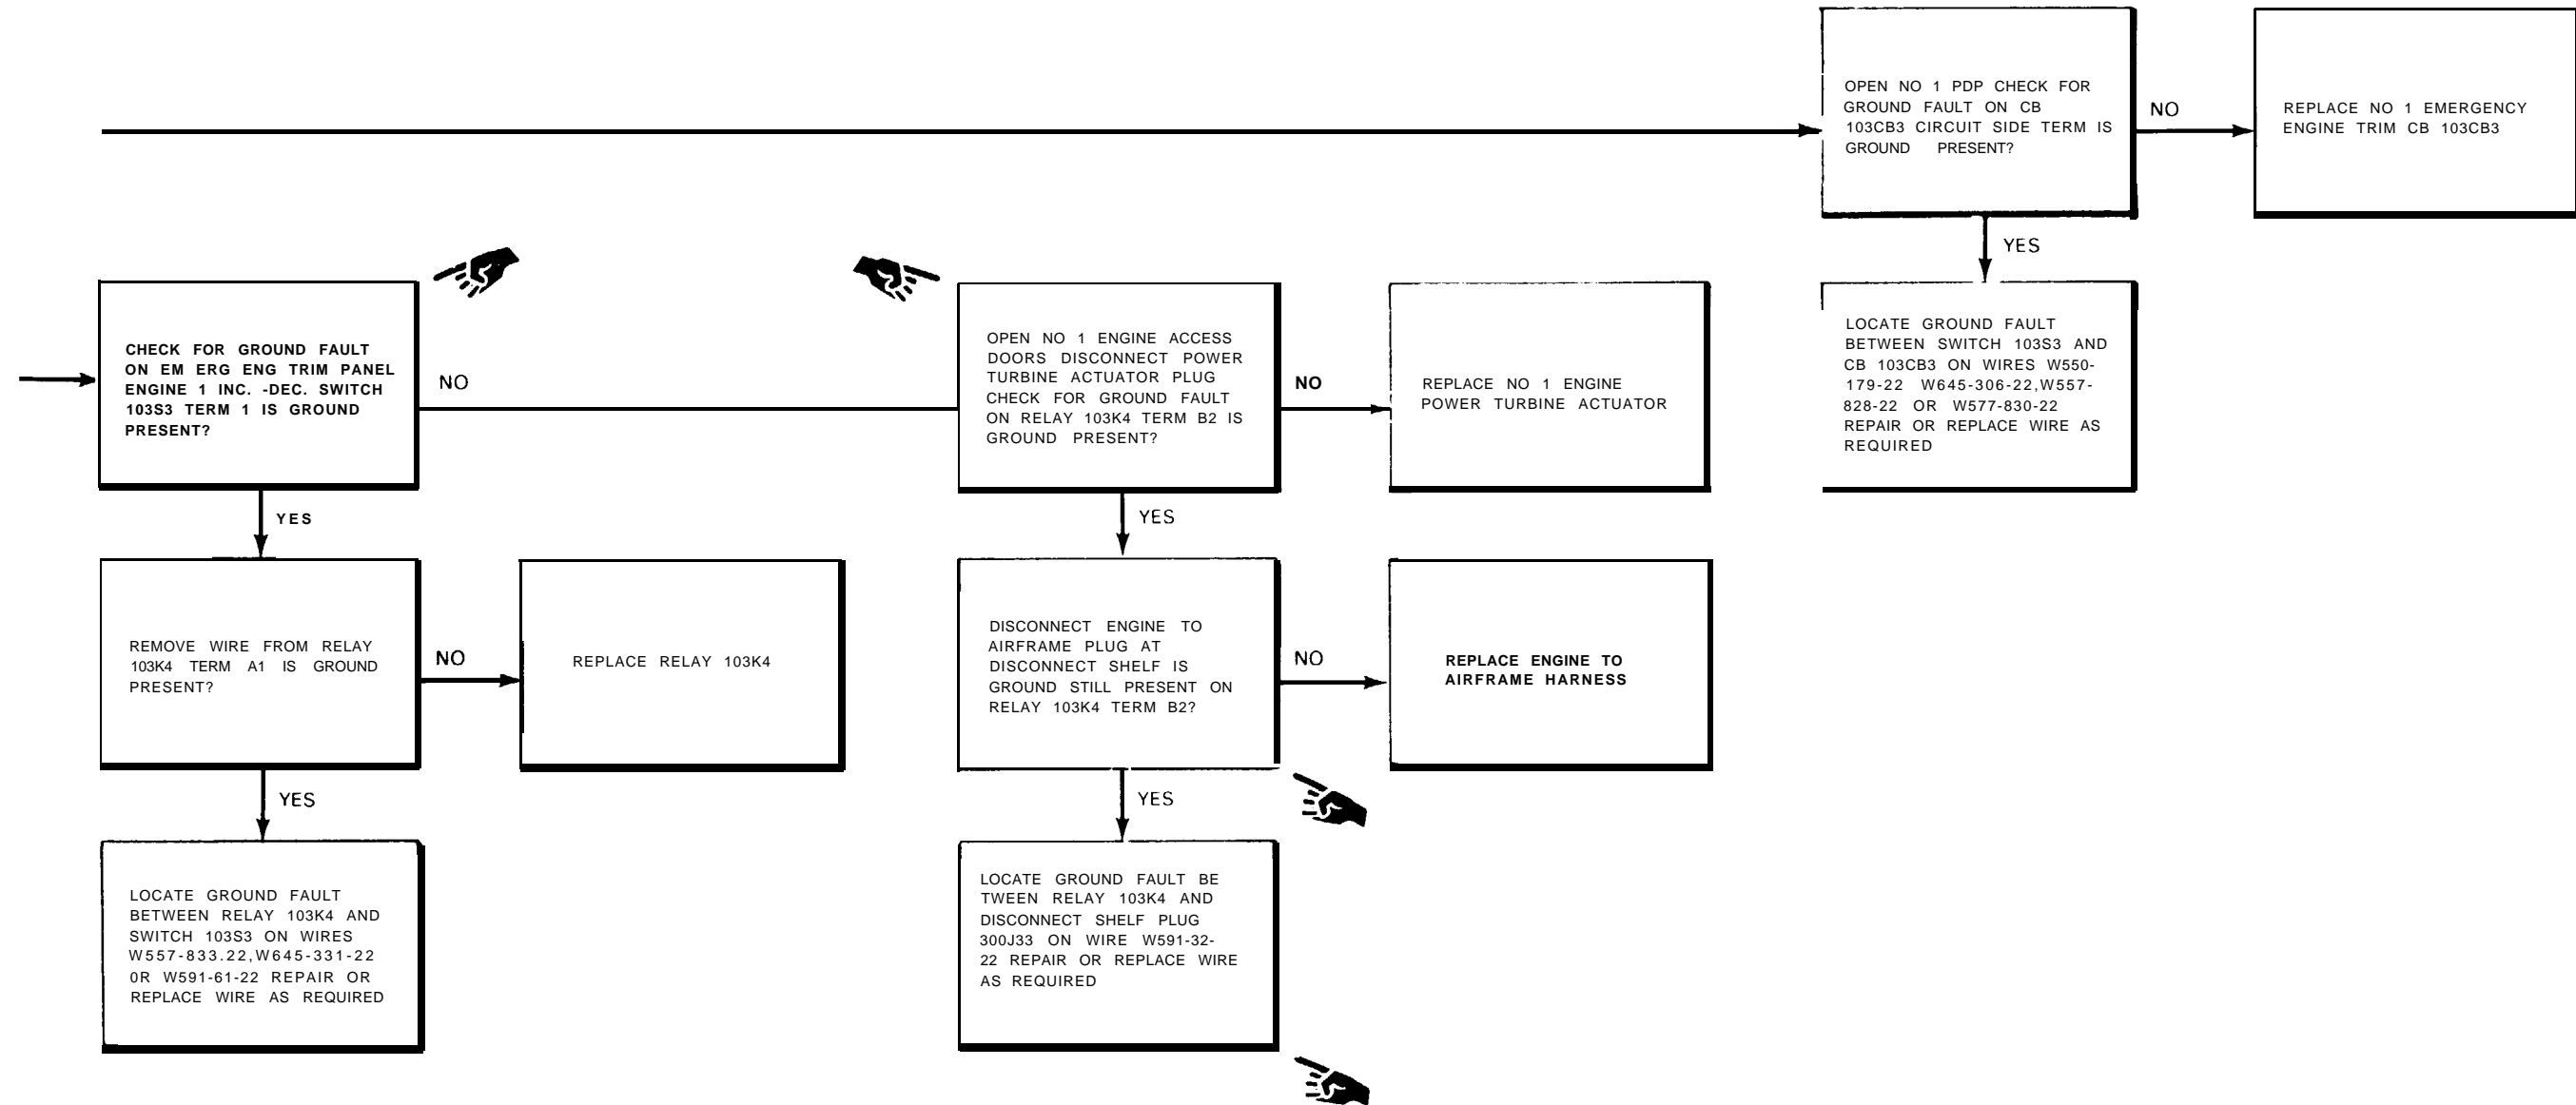 OPEN NO 1 PDP CHECK FOR
GROUND FAULT ON CB
103CB3 CIRCUIT SIDE TERM IS
GROUND PRESENT?
NO
REPLACE NO 1 EMERGENCY
ENGINE TRIM CB 103CB3
YES
CHECK FOR GROUND FAULT
ON EM ERG ENG TRIM PANEL
ENGINE 1 INC. -DEC. SWITCH
103S3 TERM 1 IS GROUND
PRESENT?
NO
OPEN NO 1 ENGINE ACCESS
DOORS DISCONNECT POWER
TURBINE ACTUATOR PLUG
CHECK FOR GROUND FAULT
ON RELAY 103K4 TERM B2 IS
GROUND PRESENT?
NO
REPLACE NO 1 ENGINE
POWER TURBINE ACTUATOR
LOCATE GROUND FAULT
BETWEEN SWITCH 103S3 AND
CB 103CB3 ON WIRES W550-
179-22 W645-306-22,W557-
828-22 OR W577-830-22
REPAIR OR REPLACE WIRE AS
REQUIRED
YES
YES
REMOVE WIRE FROM RELAY
103K4 TERM A1 IS GROUND
PRESENT?
NO
REPLACE RELAY 103K4
DISCONNECT ENGINE TO
AIRFRAME PLUG AT
DISCONNECT SHELF IS
GROUND STILL PRESENT ON
RELAY 103K4 TERM B2?
NO
REPLACE ENGINE TO
AIRFRAME HARNESS
YES
YES
LOCATE GROUND FAULT
BETWEEN RELAY 103K4 AND
SWITCH 103S3 ON WIRES
W557-833.22,W645-331-22
0R W591-61-22 REPAIR OR
REPLACE WIRE AS REQUIRED
LOCATE GROUND FAULT BE
TWEEN RELAY 103K4 AND
DISCONNECT SHELF PLUG
300J33 ON WIRE W591-32-
22 REPAIR OR REPLACE WIRE
AS REQUIRED